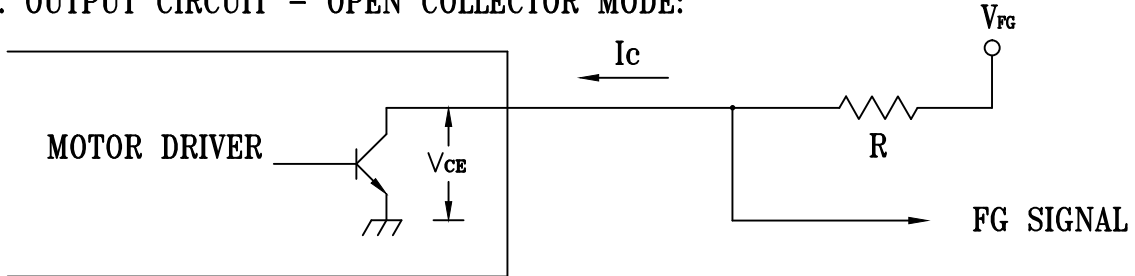 . OUTPUT CIRCUIT - OPEN COLLECTOR MODE:
VFG
Ic
MOTOR DRIVER
VCE
R
FG SIGNAL